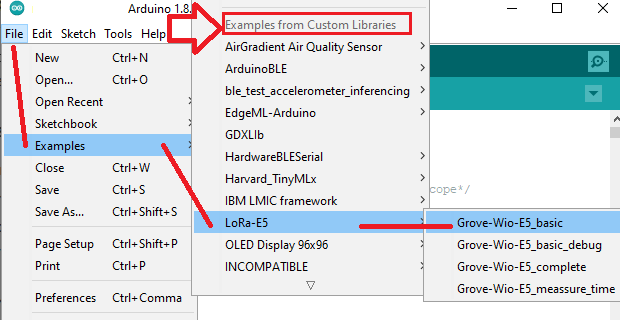 Arduino 1.8.
File Edit Sketch Tools Help
New Ctrl+N
Open... Ctrl+O
Open Recent
Sketchbook
Examples
Close Ctrl+W
Save Ctrl+S
Save As... Ctrl+Shift+S
Page Setup Ctrl+Shift+P
Print Ctrl+P
Preferences Ctrl+Comma
Examples from Custom Libraries
AirGradient Air Quality Sensor
ArduinoBLE
ble_test_accelerometer_inferencing
EdgeML-Arduino
GDXLIb
HardwareBLESerial
Harvard_TinyMLx
IBM LMIC framework
LoRa-E5
OLED Display 96x96
INCOMPATIBLE
cope*/
Grove-Wio-E5_basic
Grove-Wio-E5_basic_debug
Grove-Wio-E5_complete
Grove-Wio-E5_meassure_time